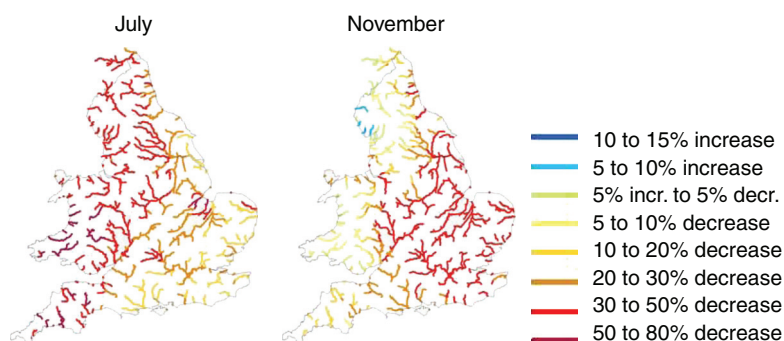 July
November
10 to 15% increase
5 to 10% increase
5% incr. to 5% decr.
5 to 10% decrease
10 to 20% decrease
20 to 30% decrease
30 to 50% decrease
50 to 80% decrease